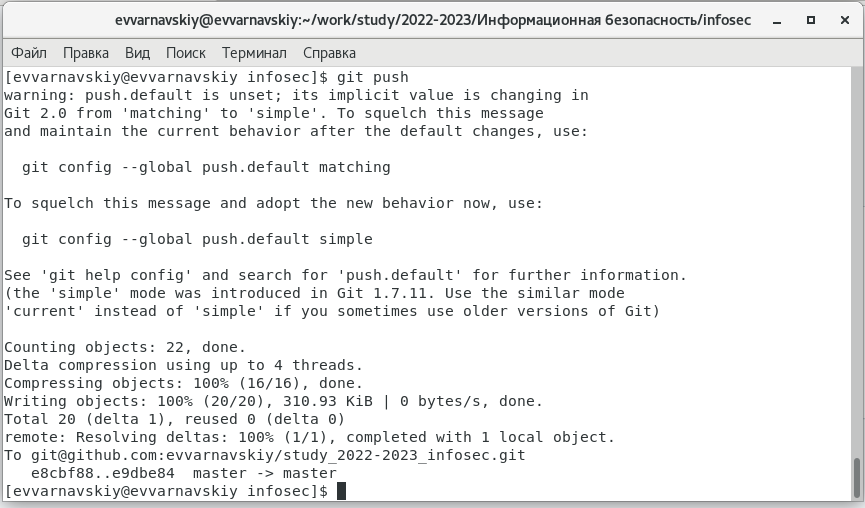 evvarnavskiy@evvarnavskiy:~/work/study/2022-2023/Информационная безопасность/infosec
Файл Правка Вид Поиск Терминал Справка
[evvarnavskiy@evvarnavskiy infosec]$ git push
warning: push.default is unset; its implicit value is changing in
Git 2.0 from 'matching' to 'simple'. To squelch this message
and maintain the current behavior after the default changes, use:
  git config --global push.default matching
To squelch this message and adopt the new behavior now, use:
  git config --global push.default simple
See 'git help config' and search for 'push.default' for further information.
(the 'simple' mode was introduced in Git 1.7.11. Use the similar mode
'current' instead of 'simple' if you sometimes use older versions of Git)
Counting objects: 22, done.
Delta compression using up to 4 threads.
Compressing objects: 100% (16/16), done.
Writing objects: 100% (20/20), 310.93 KiB | 0 bytes/s, done.
Total 20 (delta 1), reused 0 (delta 0)
remote: Resolving deltas: 100% (1/1), completed with 1 local object.
To git@github.com:evvarnavskiy/study_2022-2023_infosec.git
   e8cbf88..e9dbe84  master -> master
[evvarnavskiy@evvarnavskiy infosec]$